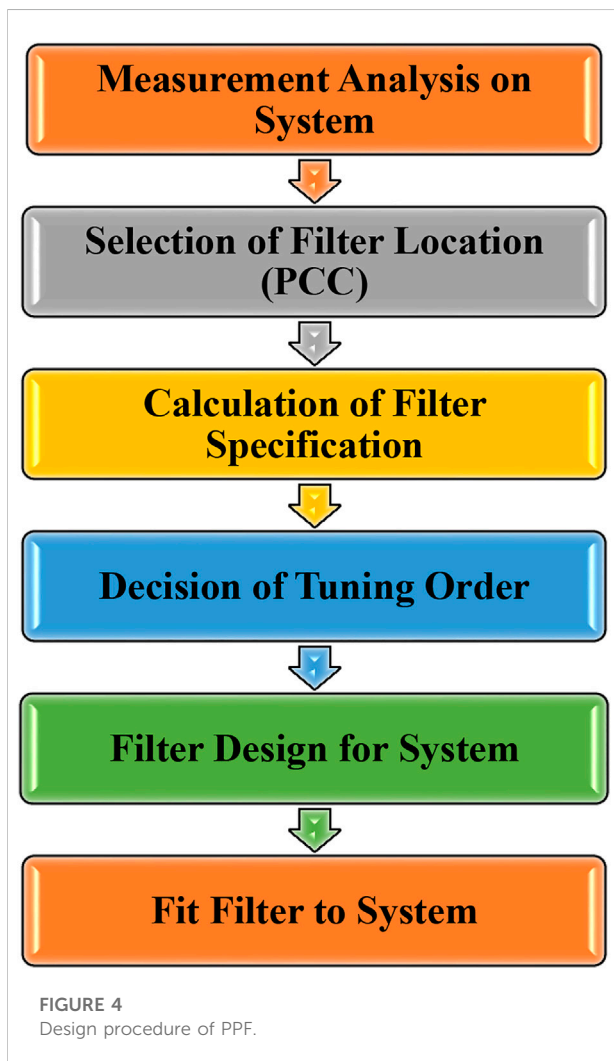 Measurement Analysis on
System
Selection of Filter Location
(PCC)
Calculation of Filter
Specification
Decision of Tuning Order
Filter Design for System
Fit Filter to System
FIGURE 4
Design procedure of PPF.